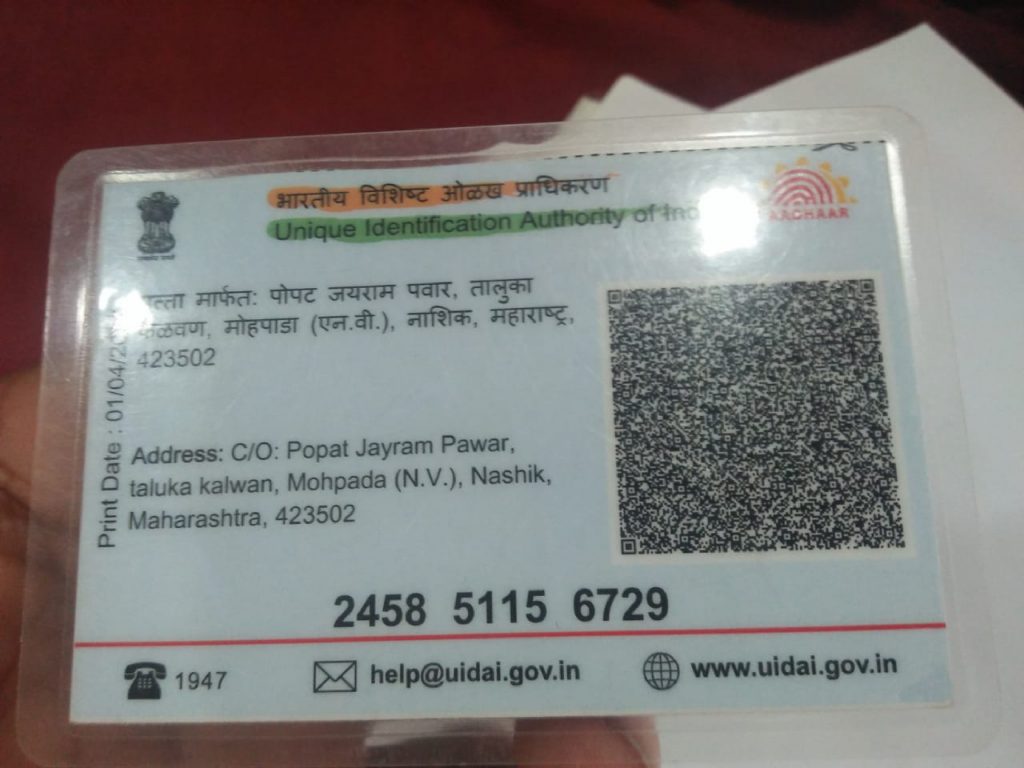 भारतीय विशिष्ट ओळख प्राधिकरण
Unique Identification Authority of
AADHAAR
मार्फत: पोपट जयराम पवार, तालुका
कळवण, मोहपाडा (एन.वी.), नाशिक, महाराष्ट्र,
423502
Print Date : 01/04/
Address: C/O: Popat Jayram Pawar,
taluka kalwan, Mohpada (N.V.), Nashik,
Maharashtra, 423502
2458 5115 6729
1947
help@uidai.gov.in
www.uidai.gov.in